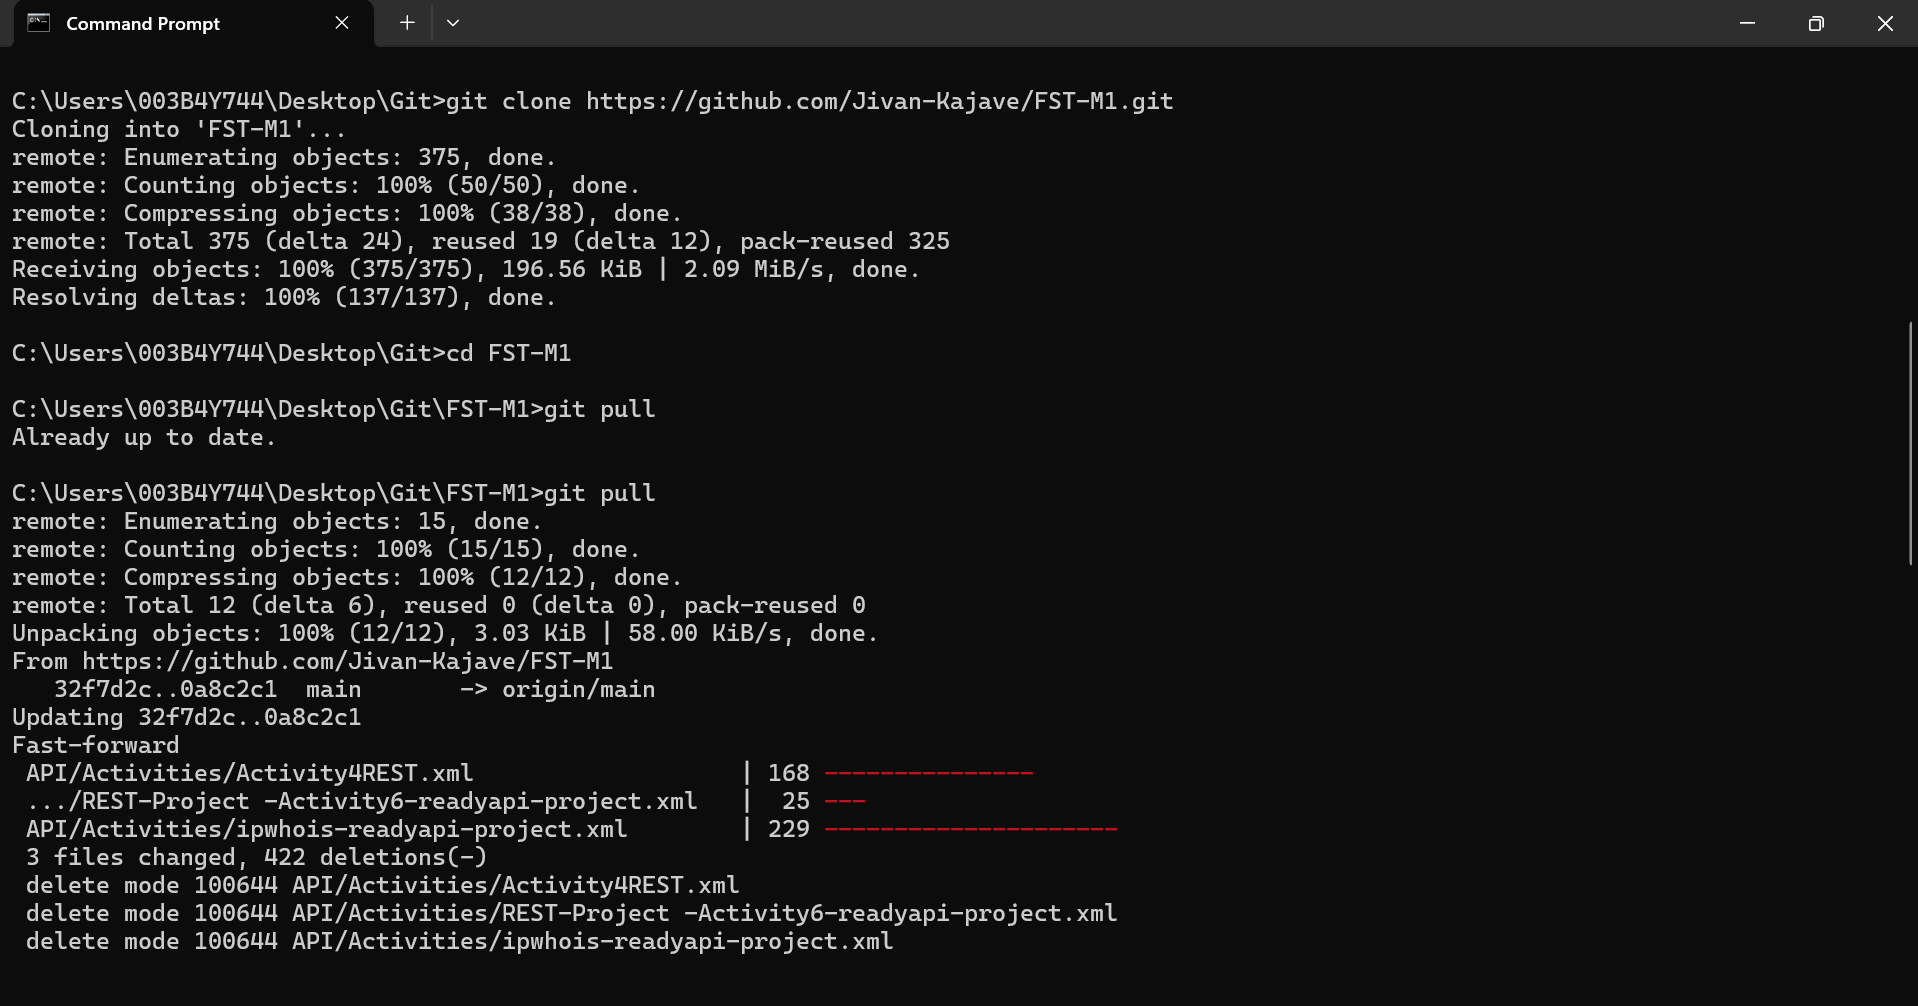 Command Prompt
C:\Users\003B4Y744\Desktop\Git>git clone https://github.com/Jivan-Kajave/FST-M1.git
Cloning into 'FST-M1'...
remote: Enumerating objects: 375, done.
remote: Counting objects: 100% (50/50), done.
remote: Compressing objects: 100% (38/38), done.
remote: Total 375 (delta 24), reused 19 (delta 12), pack-reused 325
Receiving objects: 100% (375/375), 196.56 KiB | 2.09 MiB/s, done.
Resolving deltas: 100% (137/137), done.
C:\Users\003B4Y744\Desktop\Git>cd FST-M1
C:\Users\003B4Y744\Desktop\Git\FST-M1>git pull
Already up to date.
C:\Users\003B4Y744\Desktop\Git\FST-M1>git pull
remote: Enumerating objects: 15, done.
remote: Counting objects: 100% (15/15), done.
remote: Compressing objects: 100% (12/12), done.
remote: Total 12 (delta 6), reused 0 (delta 0), pack-reused 0
Unpacking objects: 100% (12/12), 3.03 KiB | 58.00 KiB/s, done.
From https://github.com/Jivan-Kajave/FST-M1
   32f7d2c..0a8c2c1  main       -> origin/main
Updating 32f7d2c..0a8c2c1
Fast-forward
 API/Activities/Activity4REST.xml                   | 168 ---------------
 .../REST-Project -Activity6-readyapi-project.xml   |  25 ---
 API/Activities/ipwhois-readyapi-project.xml        | 229 ---------------------
 3 files changed, 422 deletions(-)
 delete mode 100644 API/Activities/Activity4REST.xml
 delete mode 100644 API/Activities/REST-Project -Activity6-readyapi-project.xml
 delete mode 100644 API/Activities/ipwhois-readyapi-project.xml